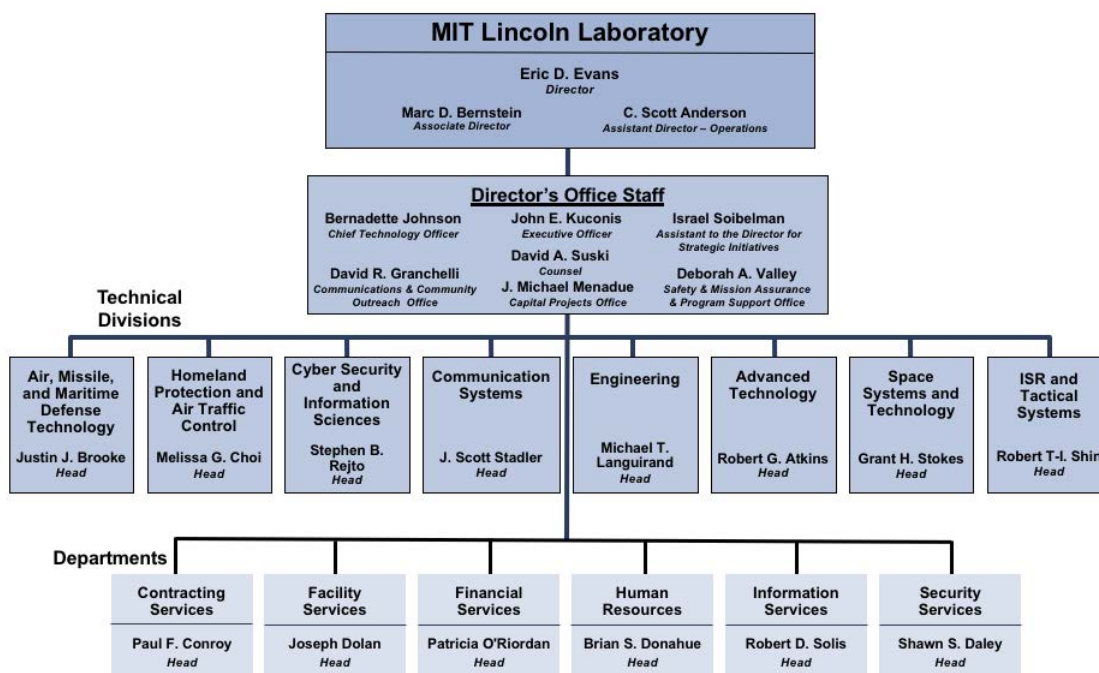 MIT Lincoln Laboratory
Eric D. Evans
Director
Marc D. Bernstein
Associate Director
C. Scott Anderson
Assistant Director – Operations
Director's Office Staff
Bernadette Johnson
Chief Technology Officer
John E. Kuconis
Executive Officer
Israel Soibelman
Assistant to the Director for
Strategic Initiatives
David R. Granchelli
Communications & Community
Outreach Office
David A. Suski
Counsel
J. Michael Menadue
Capital Projects Office
Deborah A. Valley
Safety & Mission Assurance
& Program Support Office
Technical
Divisions
Air, Missile,
and Maritime
Defense
Technology
Justin J. Brooke
Head
Homeland
Protection and
Air Traffic
Control
Melissa G. Choi
Head
Cyber Security
and
Information
Sciences
Stephen B.
Rejto
Head
Communication
Systems
J. Scott Stadler
Head
Engineering
Michael T.
Languirand
Head
Advanced
Technology
Robert G. Atkins
Head
Space
Systems and
Technology
Grant H. Stokes
Head
ISR and
Tactical
Systems
Robert T-I. Shin
Head
Departments
Contracting
Services
Paul F. Conroy
Head
Facility
Services
Joseph Dolan
Head
Financial
Services
Patricia O'Riordan
Head
Human
Resources
Brian S. Donahue
Head
Information
Services
Robert D. Solis
Head
Security
Services
Shawn S. Daley
Head